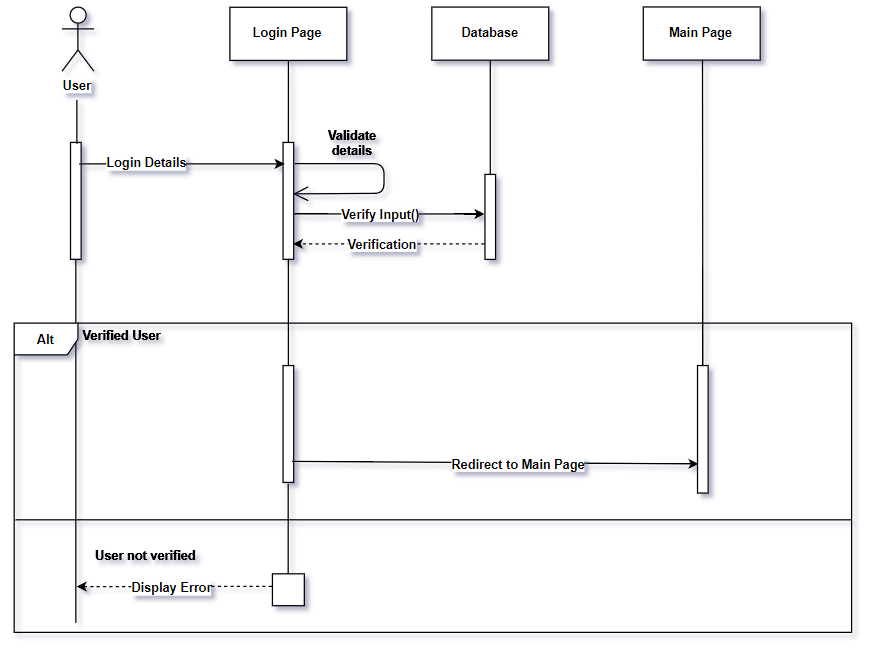 Login Page
Database
Main Page
User
Validate
details
Login Details
Verify Input()
Verification
Alt
Verified User
Redirect to Main Page
User not verified
Display Error